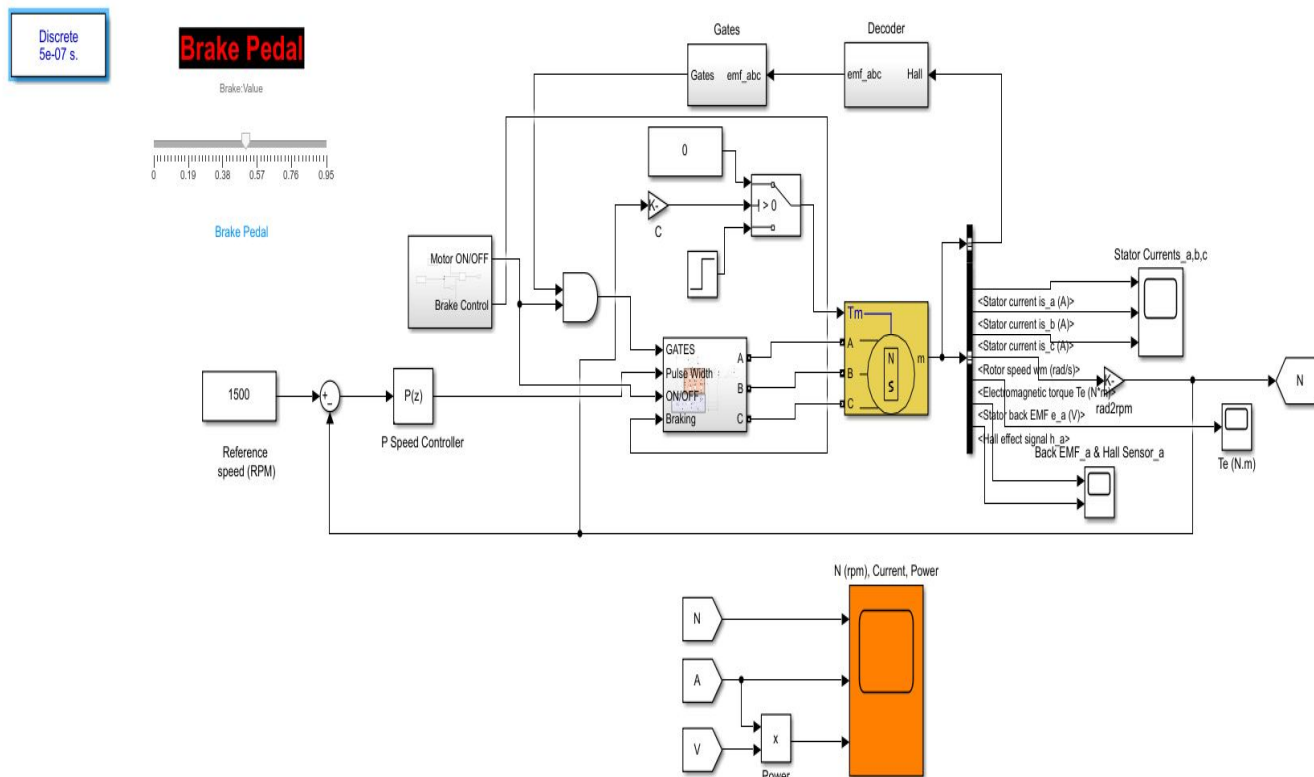 Discrete
5e-07 s.
Brake Pedal
Brake:Value
0 0.19 0.38 0.57 0.76 0.95
Brake Pedal
Gates
Gates emf_abc
Decoder
emf_abc Hall
0
K-
C
> 0
Motor ON/OFF
Brake Control
GATES
Pulse Width
ON/OFF
Braking
A
B
C
Tm
A
B
C
N
S
m
1500
Reference
speed (RPM)
+
-
P(z)
P Speed Controller
Stator Currents_a,b,c
<Stator current is_a (A)>
<Stator current is_b (A)>
<Stator current is_c (A)>
<Rotor speed wm (rad/s)>
<Electromagnetic torque Te (N*m)>
<Stator back EMF e_a (V)>
<Hall effect signal h_a>
K-
rad2rpm
N
Te (N.m)
Back EMF_a & Hall Sensor_a
N (rpm), Current, Power
N
A
V
x
Power